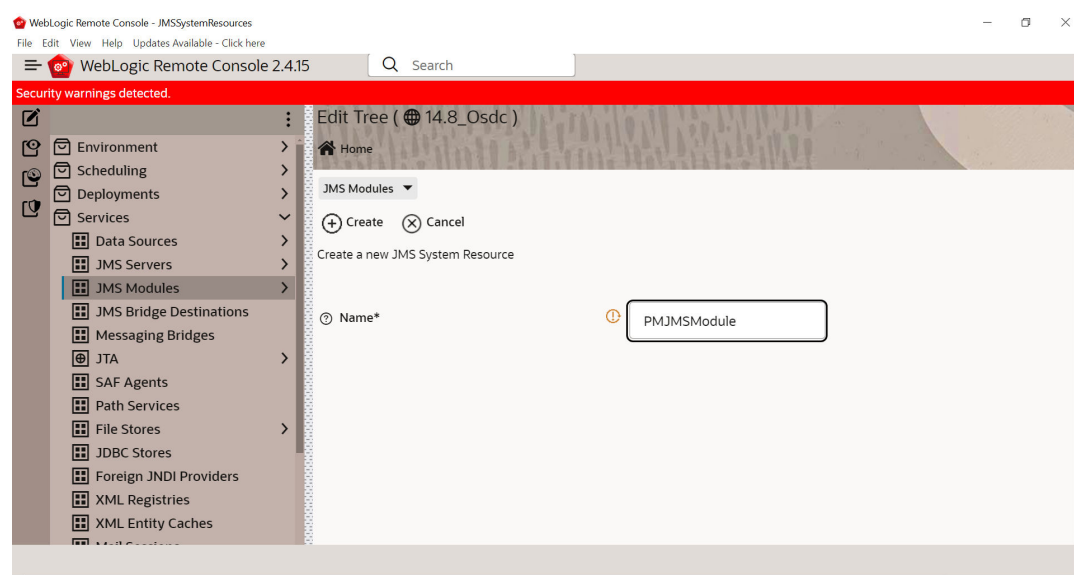 WebLogic Remote Console - JMSSystemResources
File Edit View Help Updates Available - Click here
WebLogic Remote Console 2.4.15
Search
Security warnings detected.
Edit Tree ( 14.8_Osdc )
Home
Environment
Scheduling
Deployments
Services
Data Sources
JMS Servers
JMS Modules
JMS Bridge Destinations
Messaging Bridges
JTA
SAF Agents
Path Services
File Stores
JDBC Stores
Foreign JNDI Providers
XML Registries
XML Entity Caches
JMS Modules
Create Cancel
Create a new JMS System Resource
Name*
PMJMSModule